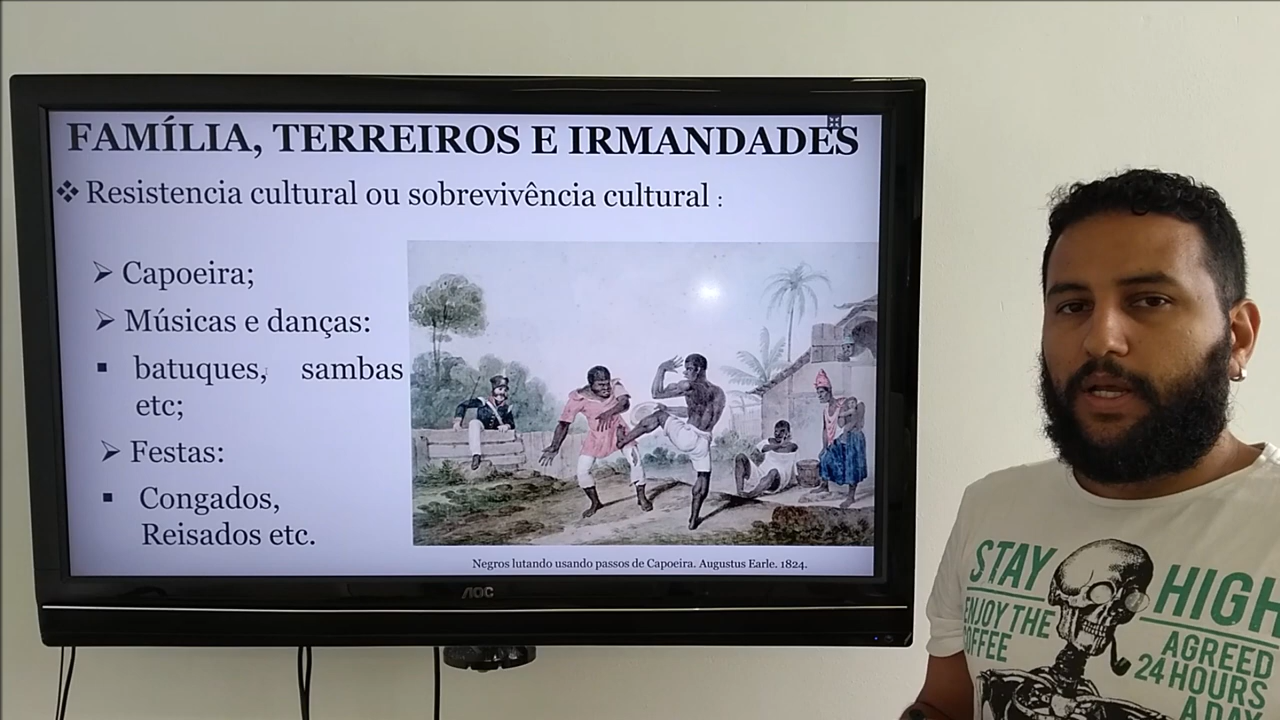 FAMÍLIA, TERREIROS E IRMANDADES
❖ Resistencia cultural ou sobrevivência cultural :
➢ Capoeira;
➢ Músicas e danças:
▪ batuques, sambas
etc;
➢ Festas:
▪ Congados,
Reisados etc.
Negros lutando usando passos de Capoeira. Augustus Earle. 1824.
AOC
STAY HIGH
ENJOY THE
COFFEE
AGREED
24 HOURS
A DAY